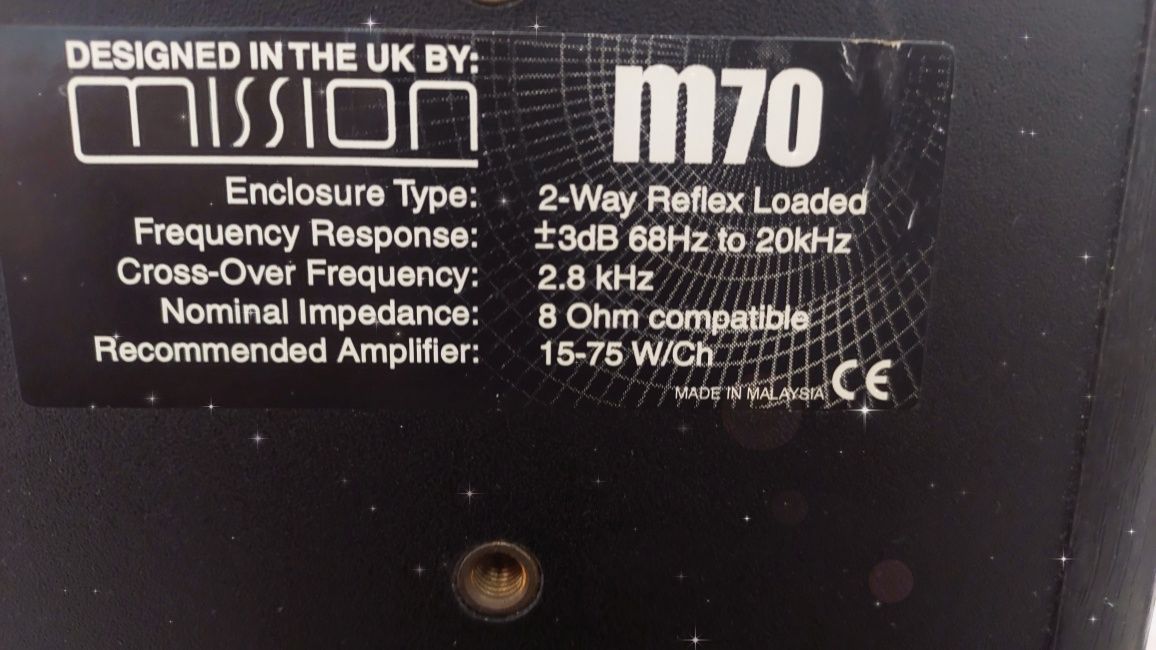 DESIGNED IN THE UK BY:
mission
m70
Enclosure Type: 2-Way Reflex Loaded
Frequency Response: ±3dB 68Hz to 20kHz
Cross-Over Frequency: 2.8 kHz
Nominal Impedance: 8 Ohm compatible
Recommended Amplifier: 15-75 W/Ch
MADE IN MALAYSIA CE